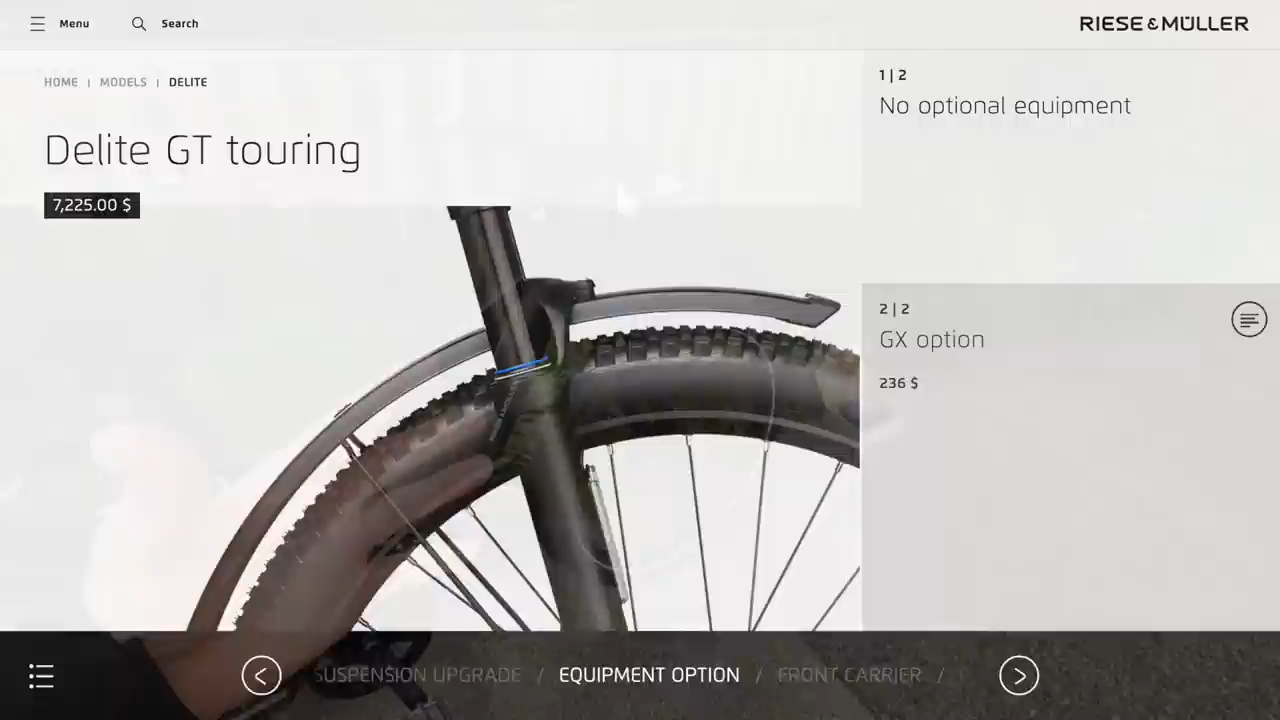 Menu
Search
RIESE & MÜLLER
HOME | MODELS | DELITE
Delite GT touring
7,225.00 $
1 | 2
No optional equipment
2 | 2
GX option
236 $
SUSPENSION UPGRADE / EQUIPMENT OPTION / FRONT CARRIER /